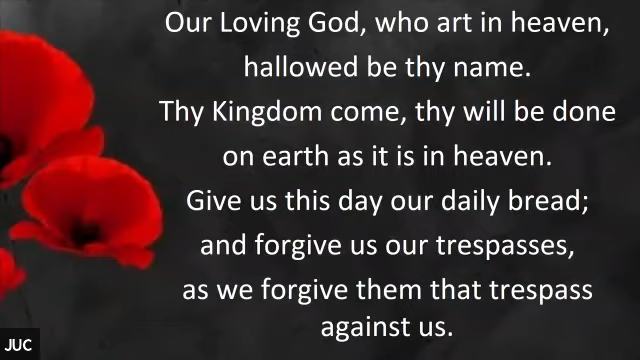 Our Loving God, who art in heaven,
hallowed be thy name.
Thy Kingdom come, thy will be done
on earth as it is in heaven.
Give us this day our daily bread;
and forgive us our trespasses,
as we forgive them that trespass
against us.
JUC